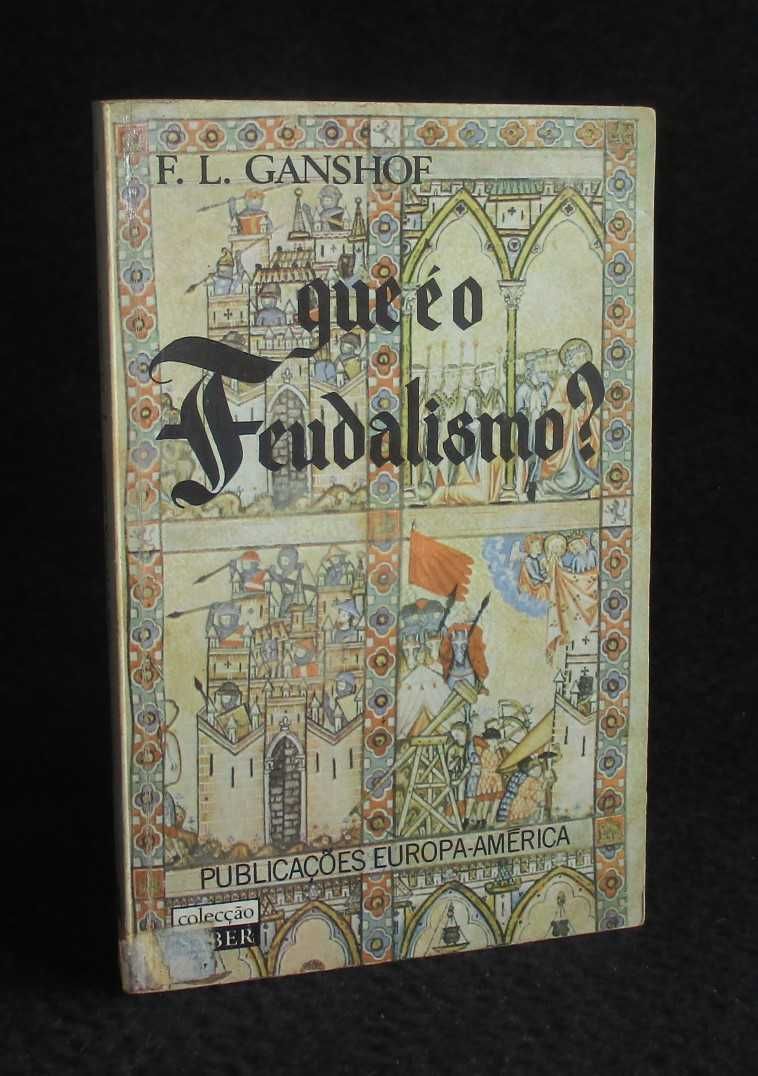 F. L. GANSHOF
que é o
Feudalismo?
PUBLICAÇÕES EUROPA-AMÉRICA
colecção